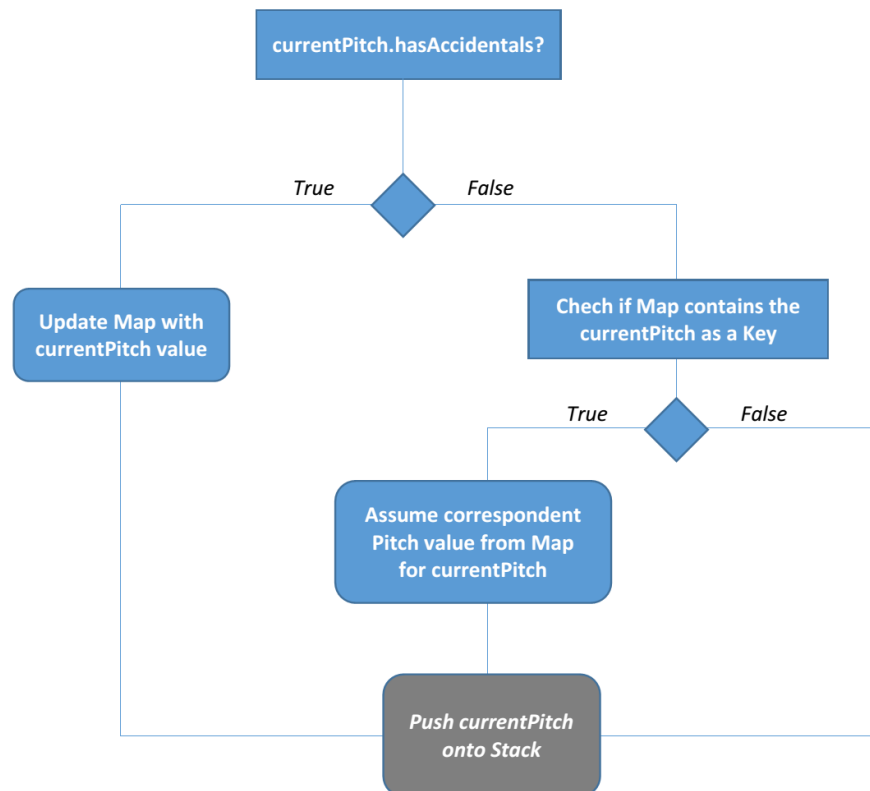 currentPitch.hasAccidentals?
True
False
Update Map with
currentPitch value
Chech if Map contains the
currentPitch as a Key
True
False
Assume correspondent
Pitch value from Map
for currentPitch
Push currentPitch
onto Stack